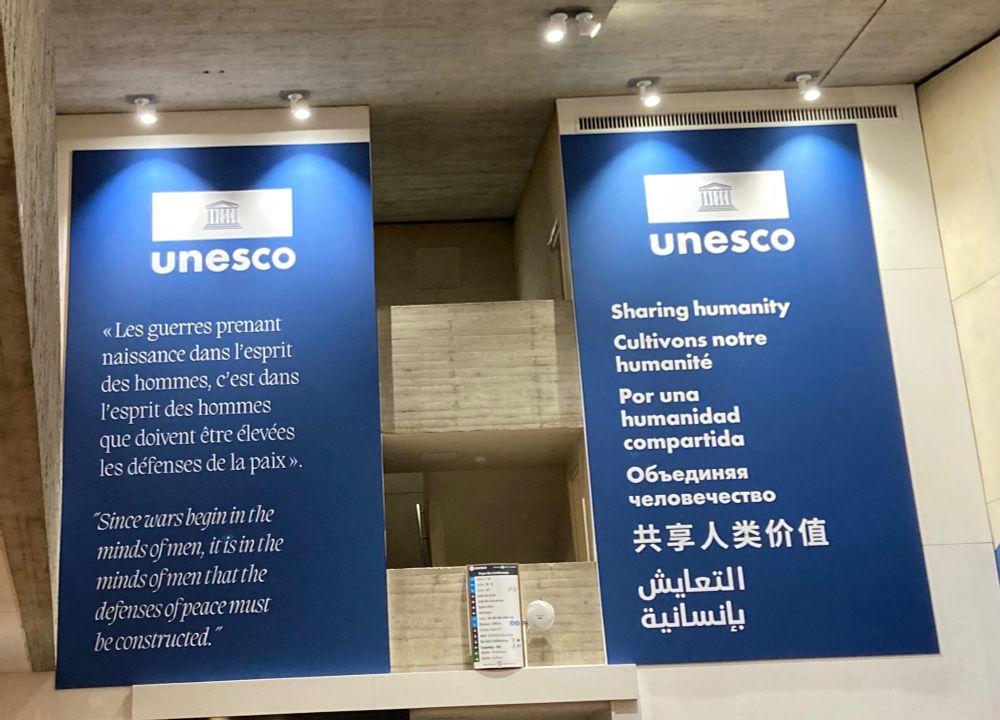 unesco
« Les guerres prenant
naissance dans l’esprit
des hommes, c’est dans
l’esprit des hommes
que doivent être élevées
les défenses de la paix ».
"Since wars begin in the
minds of men, it is in the
minds of men that the
defenses of peace must
be constructed."
unesco
Sharing humanity
Cultivons notre
humanité
Por una
humanidad
compartida
Объединяя
человечество
共享人类价值
التعايش
بإنسانية